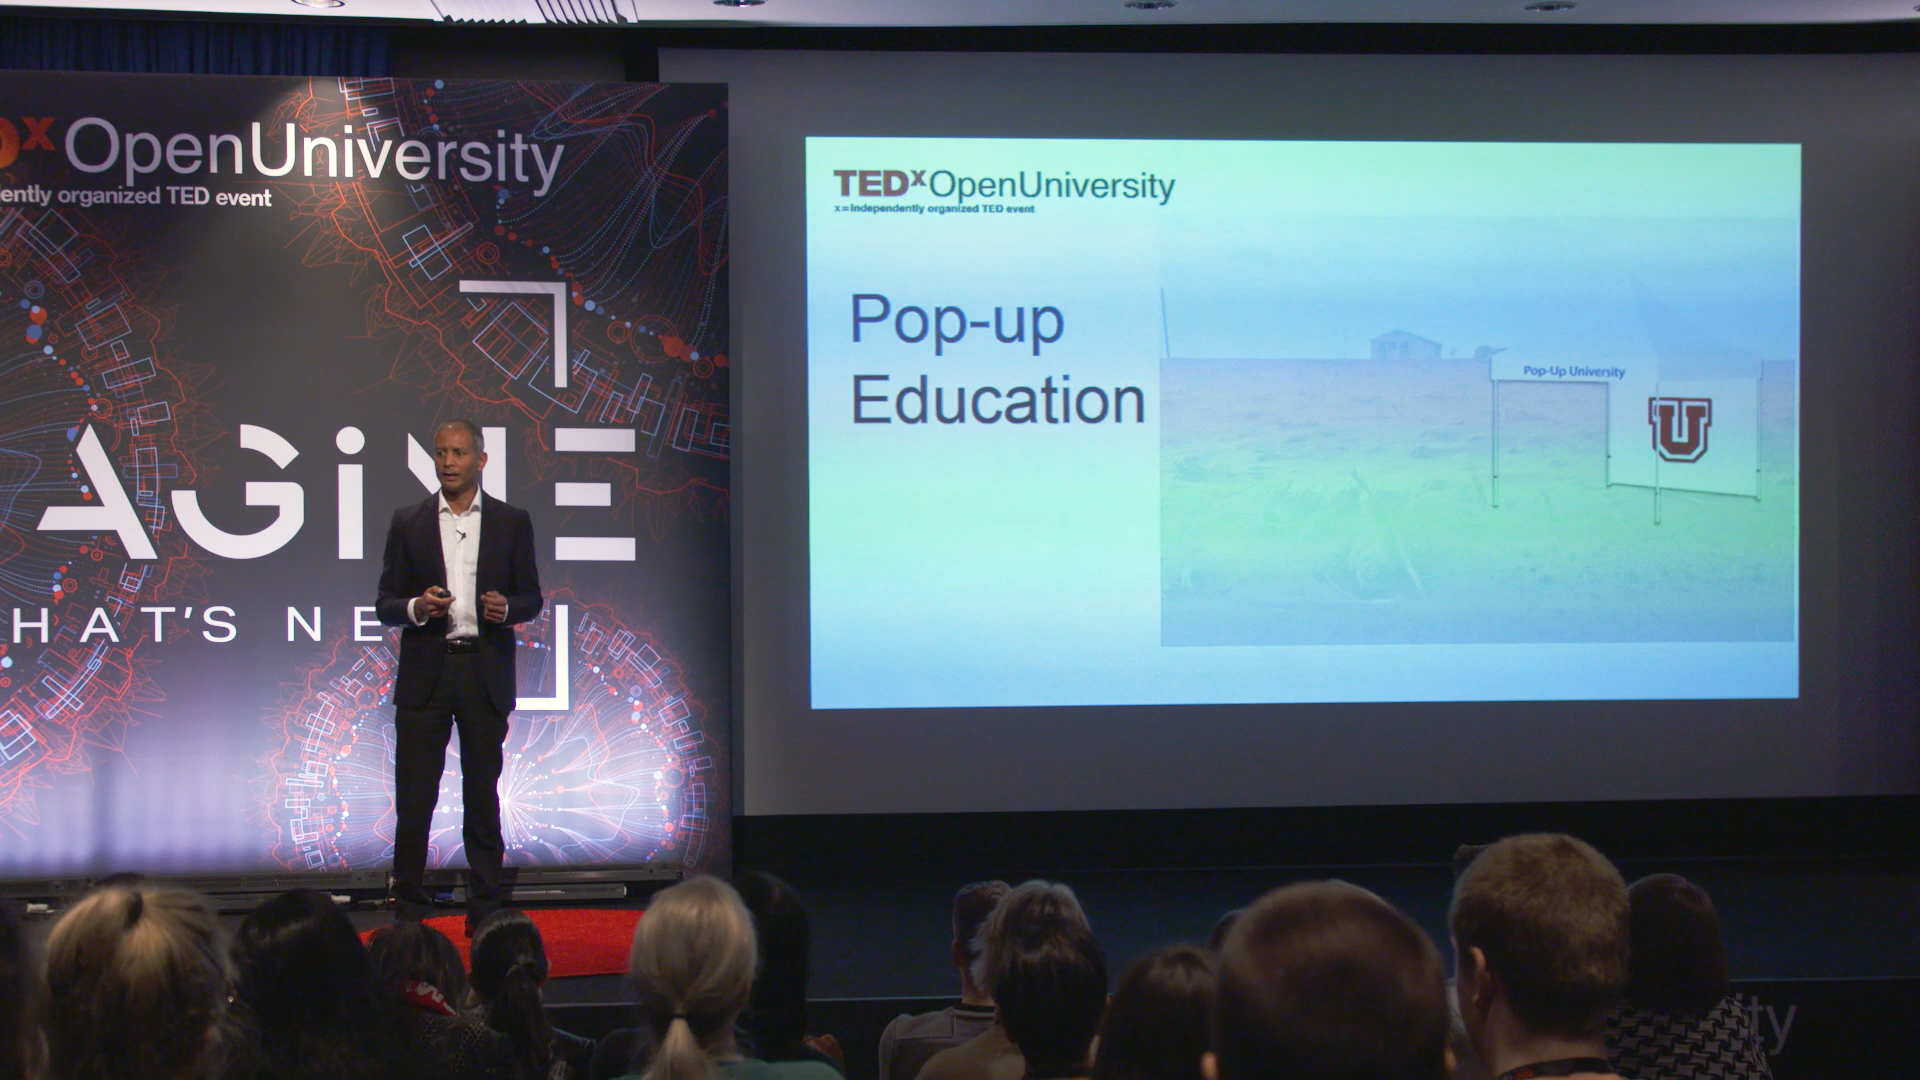 x OpenUniversity
ently organized TED event
AGiNE
HAT'S NE
TEDxOpenUniversity
x = independently organized TED event
Pop-up
Education
Pop-Up University
U
ty